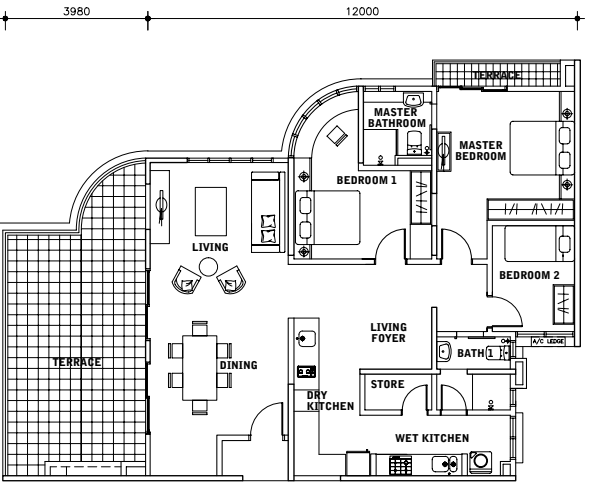 3980
12000
TERRACE
MASTER
BATHROOM
MASTER
BEDROOM
BEDROOM 1
LIVING
BEDROOM 2
LIVING
FOYER
A/C LEDGE
BATH 1
TERRACE
DINING
STORE
DRY
KITCHEN
WET KITCHEN